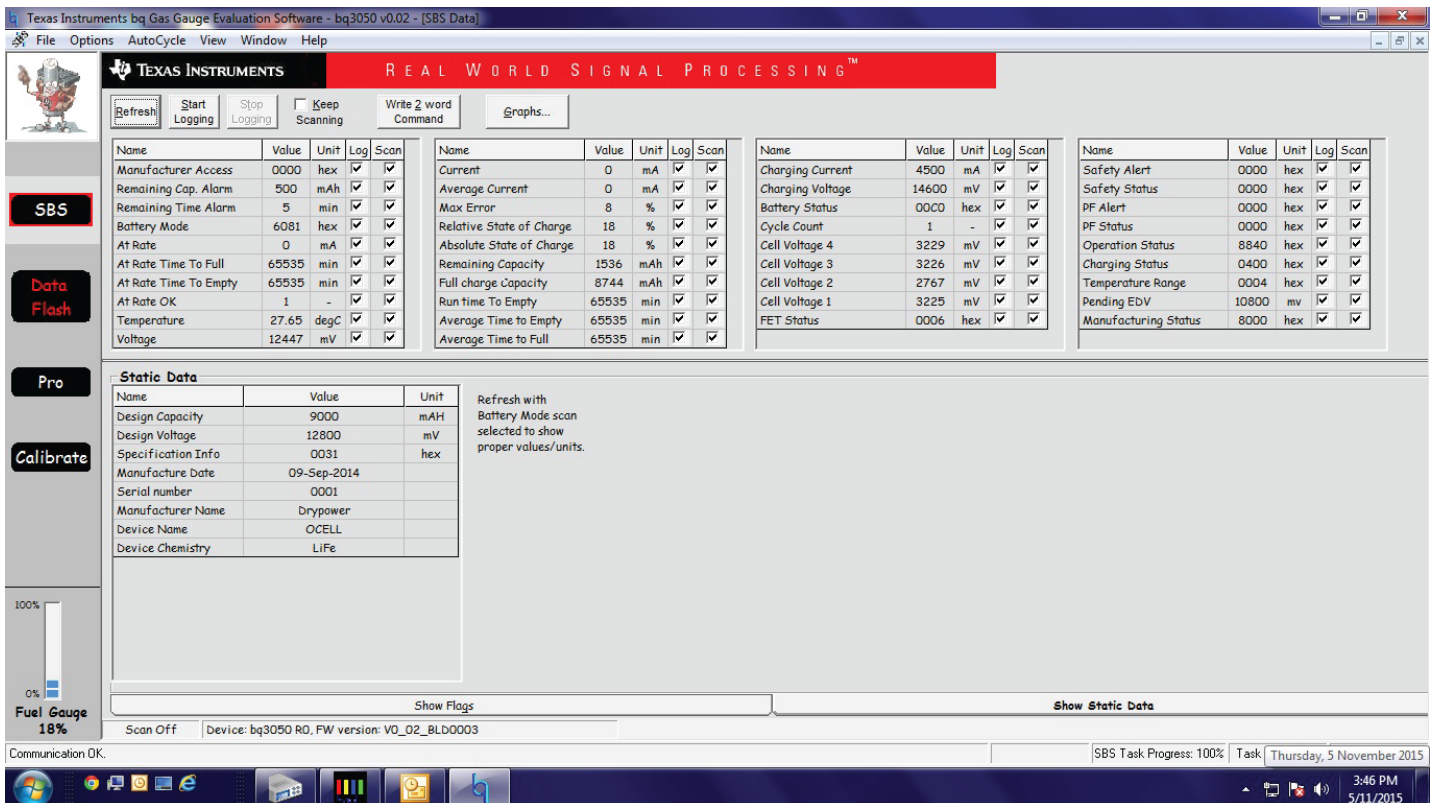 Texas Instruments bq Gas Gauge Evaluation Software - bq3050 v0.02 - [SBS Data]
File Options AutoCycle View Window Help
TEXAS INSTRUMENTS REAL WORLD SIGNAL PROCESSING™
Refresh Start Logging Stop Logging Keep Scanning Write 2 word Command Graphs...
Name Value Unit Log Scan
Manufacturer Access 0000 hex
Remaining Cap. Alarm 500 mAh
Remaining Time Alarm 5 min
Battery Mode 6081 hex
At Rate 0 mA
At Rate Time To Full 65535 min
At Rate Time To Empty 65535 min
At Rate OK 1 -
Temperature 27.65 degC
Voltage 12447 mV
Name Value Unit Log Scan
Current 0 mA
Average Current 0 mA
Max Error 8 %
Relative State of Charge 18 %
Absolute State of Charge 18 %
Remaining Capacity 1536 mAh
Full charge Capacity 8744 mAh
Run time To Empty 65535 min
Average Time to Empty 65535 min
Average Time to Full 65535 min
Name Value Unit Log Scan
Charging Current 4500 mA
Charging Voltage 14600 mV
Battery Status 00C0 hex
Cycle Count 1 -
Cell Voltage 4 3229 mV
Cell Voltage 3 3226 mV
Cell Voltage 2 2767 mV
Cell Voltage 1 3225 mV
FET Status 0006 hex
Name Value Unit Log Scan
Safety Alert 0000 hex
Safety Status 0000 hex
PF Alert 0000 hex
PF Status 0000 hex
Operation Status 8840 hex
Charging Status 0400 hex
Temperature Range 0004 hex
Pending EDV 10800 mv
Manufacturing Status 8000 hex
SBS
Data
Flash
Pro
Calibrate
Static Data
Name Value Unit
Design Capacity 9000 mAH
Design Voltage 12800 mV
Specification Info 0031 hex
Manufacture Date 09-Sep-2014
Serial number 0001
Manufacturer Name Drypower
Device Name OCELL
Device Chemistry LiFe
Refresh with
Battery Mode scan
selected to show
proper values/units.
100%
0%
Fuel Gauge
18%
Show Flags Show Static Data
Scan Off Device: bq3050 R0, FW version: V0_02_BLD0003
Communication OK. SBS Task Progress: 100% Task
Thursday, 5 November 2015
3:46 PM
5/11/2015